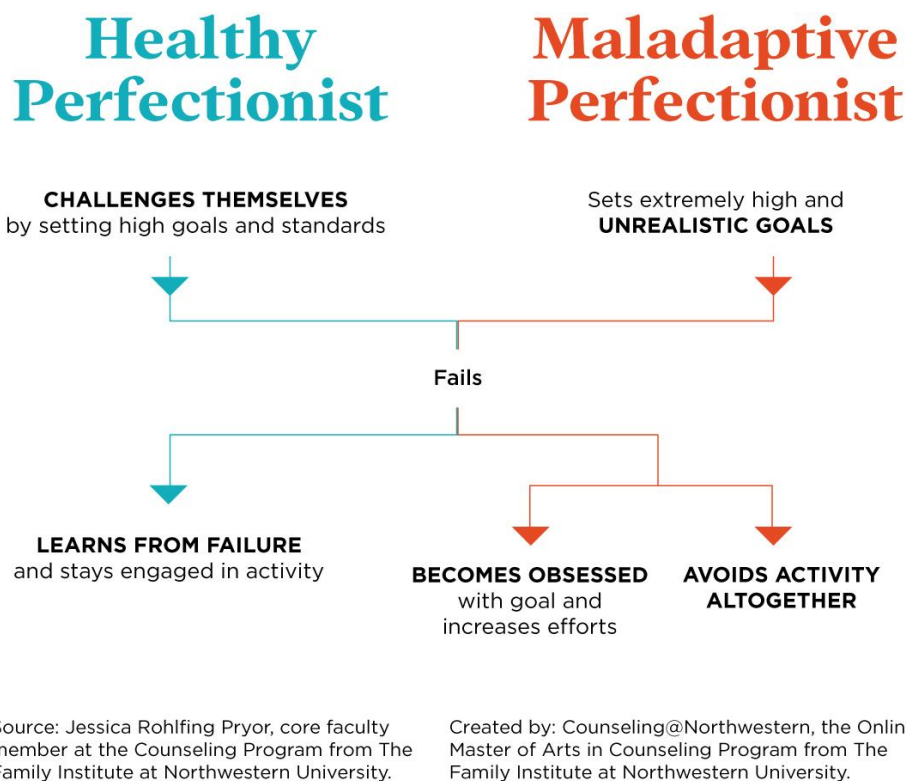 Healthy
Perfectionist
Maladaptive
Perfectionist
CHALLENGES THEMSELVES
by setting high goals and standards
Sets extremely high and
UNREALISTIC GOALS
Fails
LEARNS FROM FAILURE
and stays engaged in activity
BECOMES OBSESSED
with goal and
increases efforts
AVOIDS ACTIVITY
ALTOGETHER
Source: Jessica Rohlfing Pryor, core faculty
member at the Counseling Program from The
Family Institute at Northwestern University.
Created by: Counseling@Northwestern, the Onlin
Master of Arts in Counseling Program from The
Family Institute at Northwestern University.